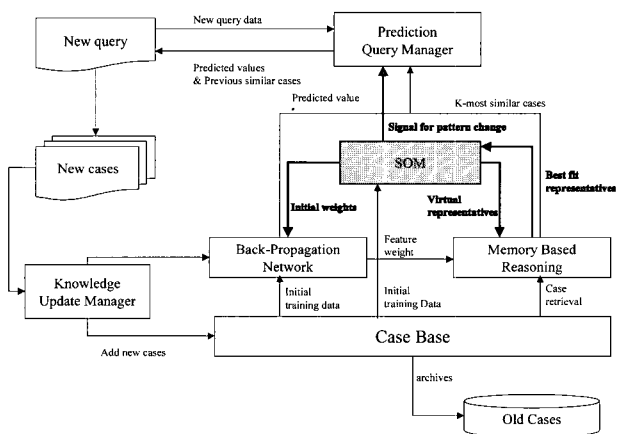 New query data
New query
Prediction
Query Manager
Predicted values
& Previous similar cases
Predicted value
K-most similar cases
Signal for pattern change
New cases
SOM
Best fit
representatives
Initial weights
Virtual
representatives
Back-Propagation
Network
Feature
weight
Memory Based
Reasoning
Knowledge
Update Manager
Initial
training data
Initial
training Data
Case
retrieval
Add new cases
Case Base
archives
Old Cases